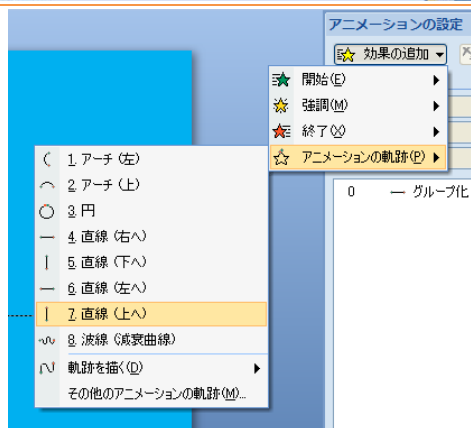 アニメーションの設定
効果の追加
開始(E)
強調(M)
終了(X)
アニメーションの軌跡(P)
0 グループ化
1. アーチ (左)
2. アーチ (上)
3. 円
4. 直線 (右へ)
5. 直線 (下へ)
6. 直線 (左へ)
7. 直線 (上へ)
8. 波線 (減衰曲線)
軌跡を描く(D)
その他のアニメーションの軌跡(M)...